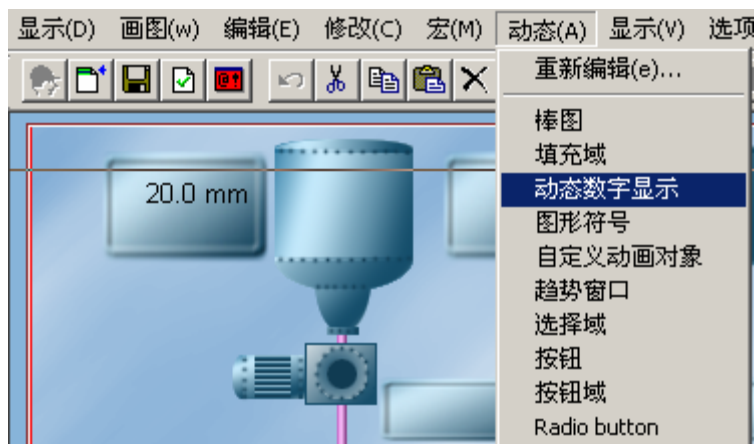 显示(D) 画图(w) 编辑(E) 修改(C) 宏(M) 动态(A) 显示(V) 选项
重新编辑(e)...
棒图
填充域
动态数字显示
图形符号
自定义动画对象
趋势窗口
选择域
按钮
按钮域
Radio button
20.0 mm